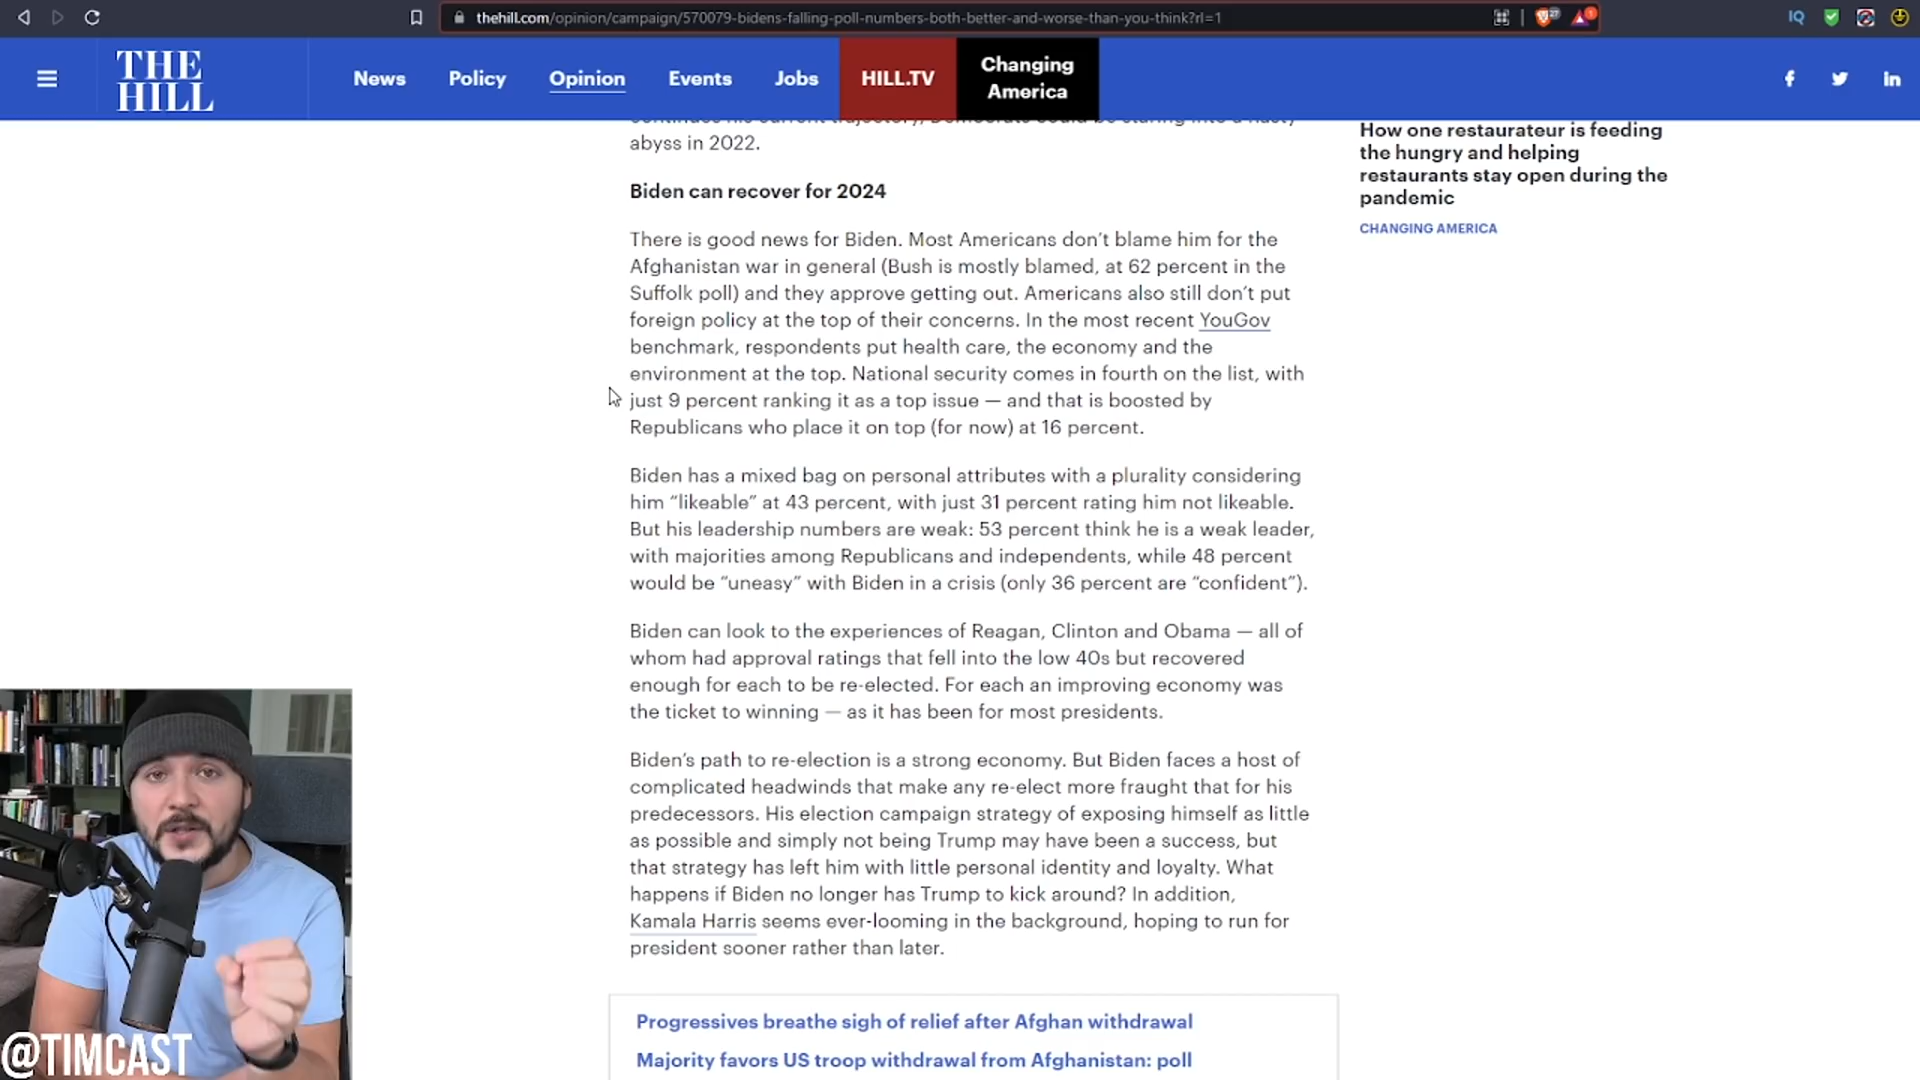 thehill.com/opinion/campaign/570079-bidens-falling-poll-numbers-both-better-and-worse-than-you-think?rl=1
27
1
IQ
THE
HILL
News
Policy
Opinion
Events
Jobs
HILL.TV
Changing
America
continues his current trajectory, Democrats could be staring into a nasty
abyss in 2022.
Biden can recover for 2024
There is good news for Biden. Most Americans don’t blame him for the
Afghanistan war in general (Bush is mostly blamed, at 62 percent in the
Suffolk poll) and they approve getting out. Americans also still don’t put
foreign policy at the top of their concerns. In the most recent YouGov
benchmark, respondents put health care, the economy and the
environment at the top. National security comes in fourth on the list, with
just 9 percent ranking it as a top issue — and that is boosted by
Republicans who place it on top (for now) at 16 percent.
Biden has a mixed bag on personal attributes with a plurality considering
him “likeable” at 43 percent, with just 31 percent rating him not likeable.
But his leadership numbers are weak: 53 percent think he is a weak leader,
with majorities among Republicans and independents, while 48 percent
would be “uneasy” with Biden in a crisis (only 36 percent are “confident”).
Biden can look to the experiences of Reagan, Clinton and Obama — all of
whom had approval ratings that fell into the low 40s but recovered
enough for each to be re-elected. For each an improving economy was
the ticket to winning — as it has been for most presidents.
Biden’s path to re-election is a strong economy. But Biden faces a host of
complicated headwinds that make any re-elect more fraught that for his
predecessors. His election campaign strategy of exposing himself as little
as possible and simply not being Trump may have been a success, but
that strategy has left him with little personal identity and loyalty. What
happens if Biden no longer has Trump to kick around? In addition,
Kamala Harris seems ever-looming in the background, hoping to run for
president sooner rather than later.
Progressives breathe sigh of relief after Afghan withdrawal
Majority favors US troop withdrawal from Afghanistan: poll
How one restaurateur is feeding
the hungry and helping
restaurants stay open during the
pandemic
CHANGING AMERICA
@TIMCAST